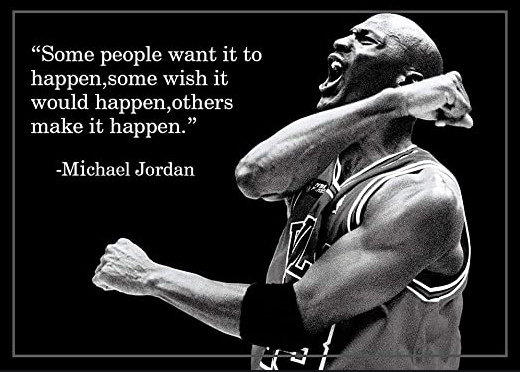 “Some people want it to
happen,some wish it
would happen,others
make it happen.”
-Michael Jordan